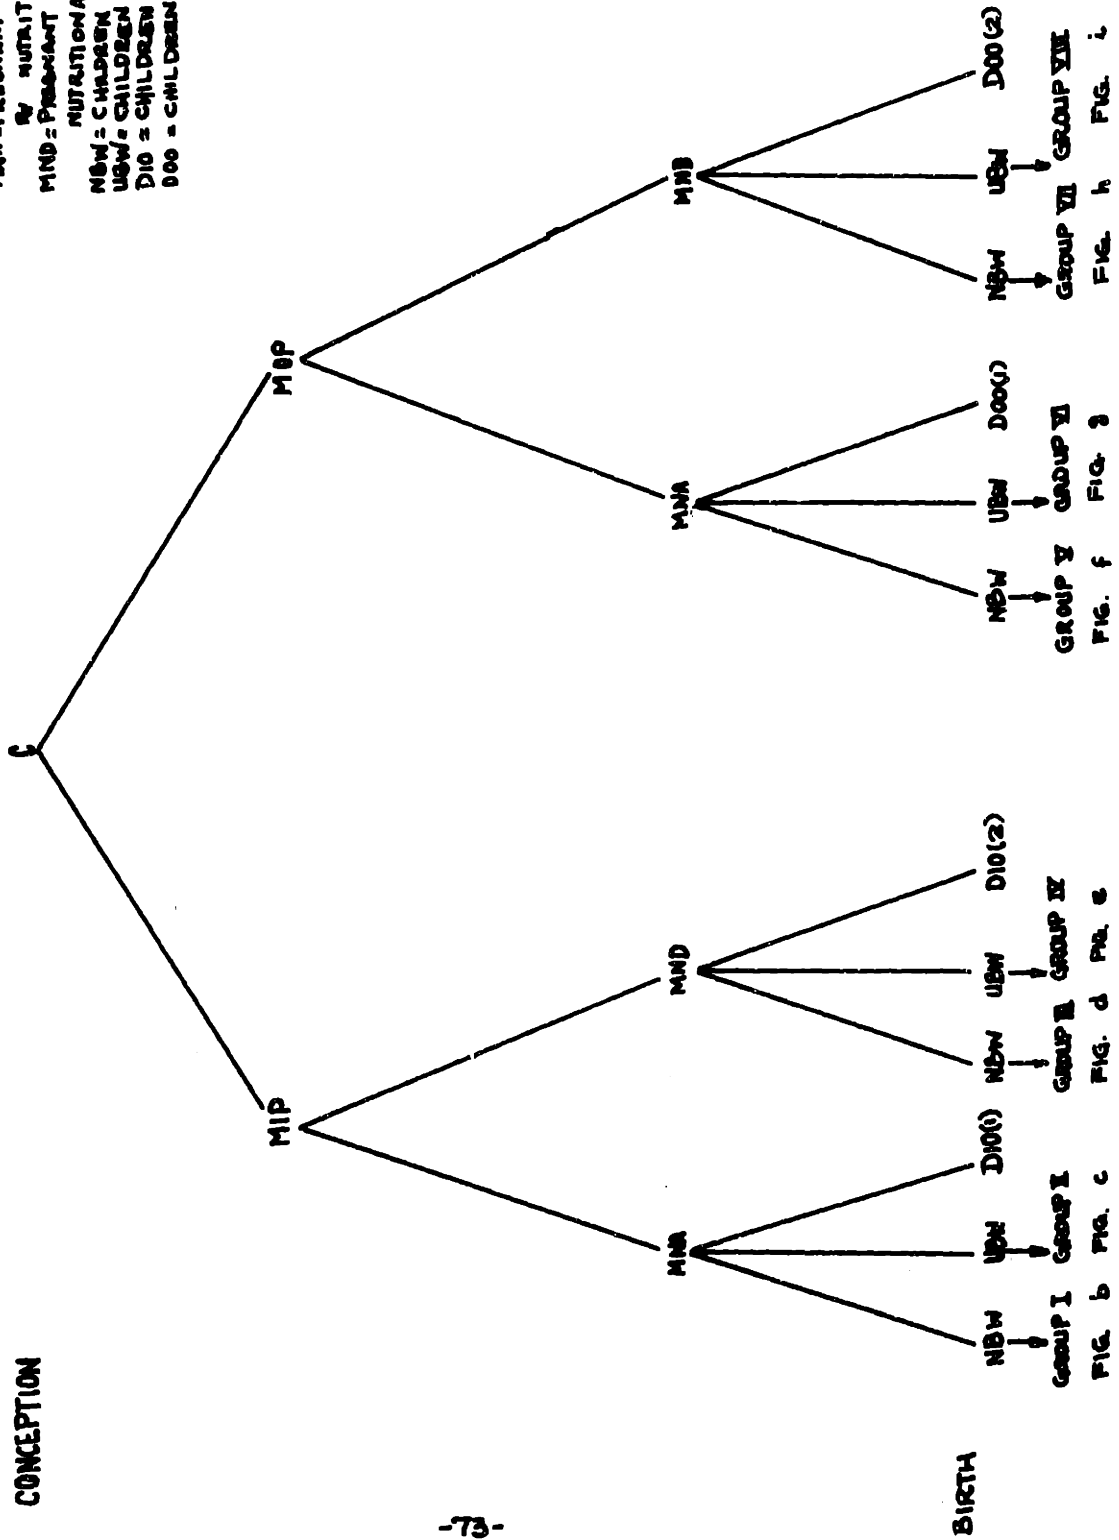 & NUTRIT
MND = PREGNANT
NUTRITIONA
NBW = CHILDREN
UBW = CHILDREN
DIO = CHILDREN
DOO = CHILDREN
CONCEPTION
C
MIP MOP
MNA MND MNA MNB
BIRTH
NBW UBW DIO(1) NBW UBW DIO(2) NBW UBW DOO(1) NBW UBW DOO(2)
GROUP I GROUP II GROUP III GROUP IV GROUP V GROUP VI GROUP VII GROUP VIII
FIG. b FIG. c FIG. d FIG. e FIG. f FIG. g FIG. h FIG. i
-73-